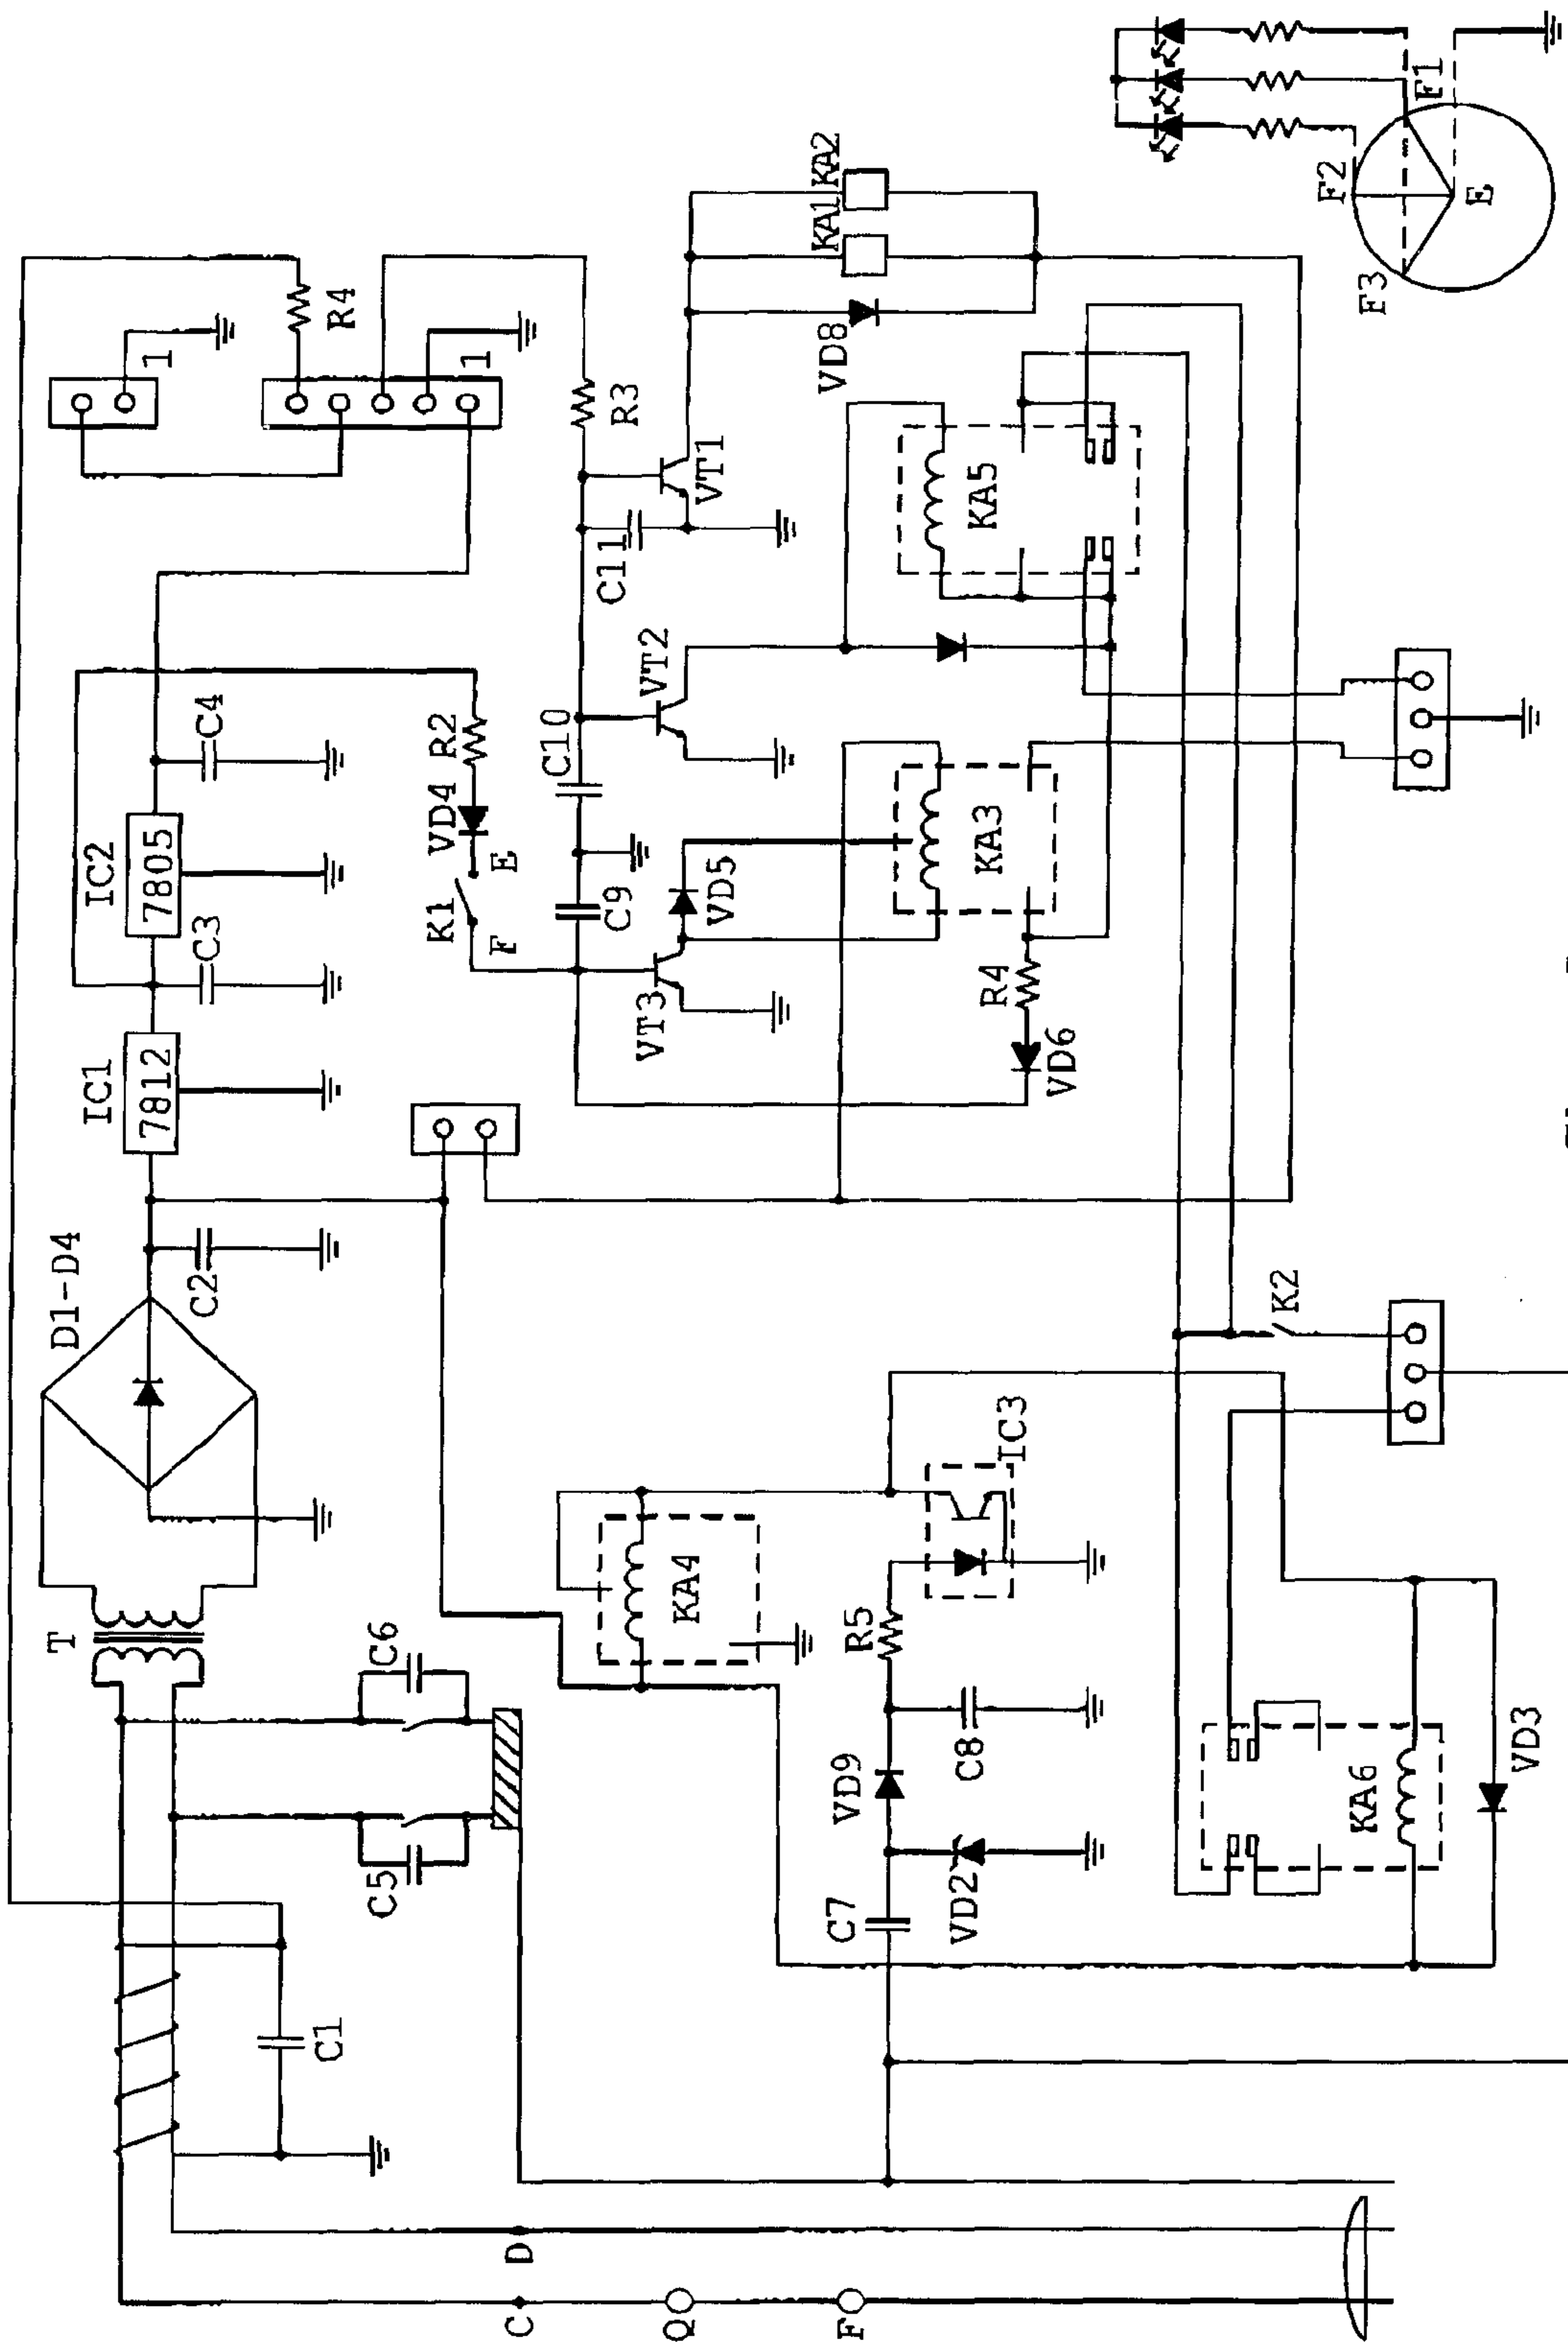 1
R4
1
IC1
7812
IC2
7805
C3
C4
D1-D4
C2
T
C6
C5
C1
K1
F
E
VD4
R2
C9
C10
C11
R3
VT3
VD5
VT2
VT1
KA1
KA2
VD8
KA3
KA5
R4
VD6
KA4
R5
IC3
C8
VD9
VD2
C7
K2
KA6
VD3
C
D
Q
F
F3
F2
F1
E